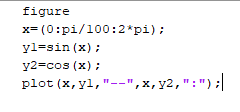 figure
x=(0:pi/100:2*pi);
y1=sin(x);
y2=cos(x);
plot(x,y1,"--",x,y2,":");